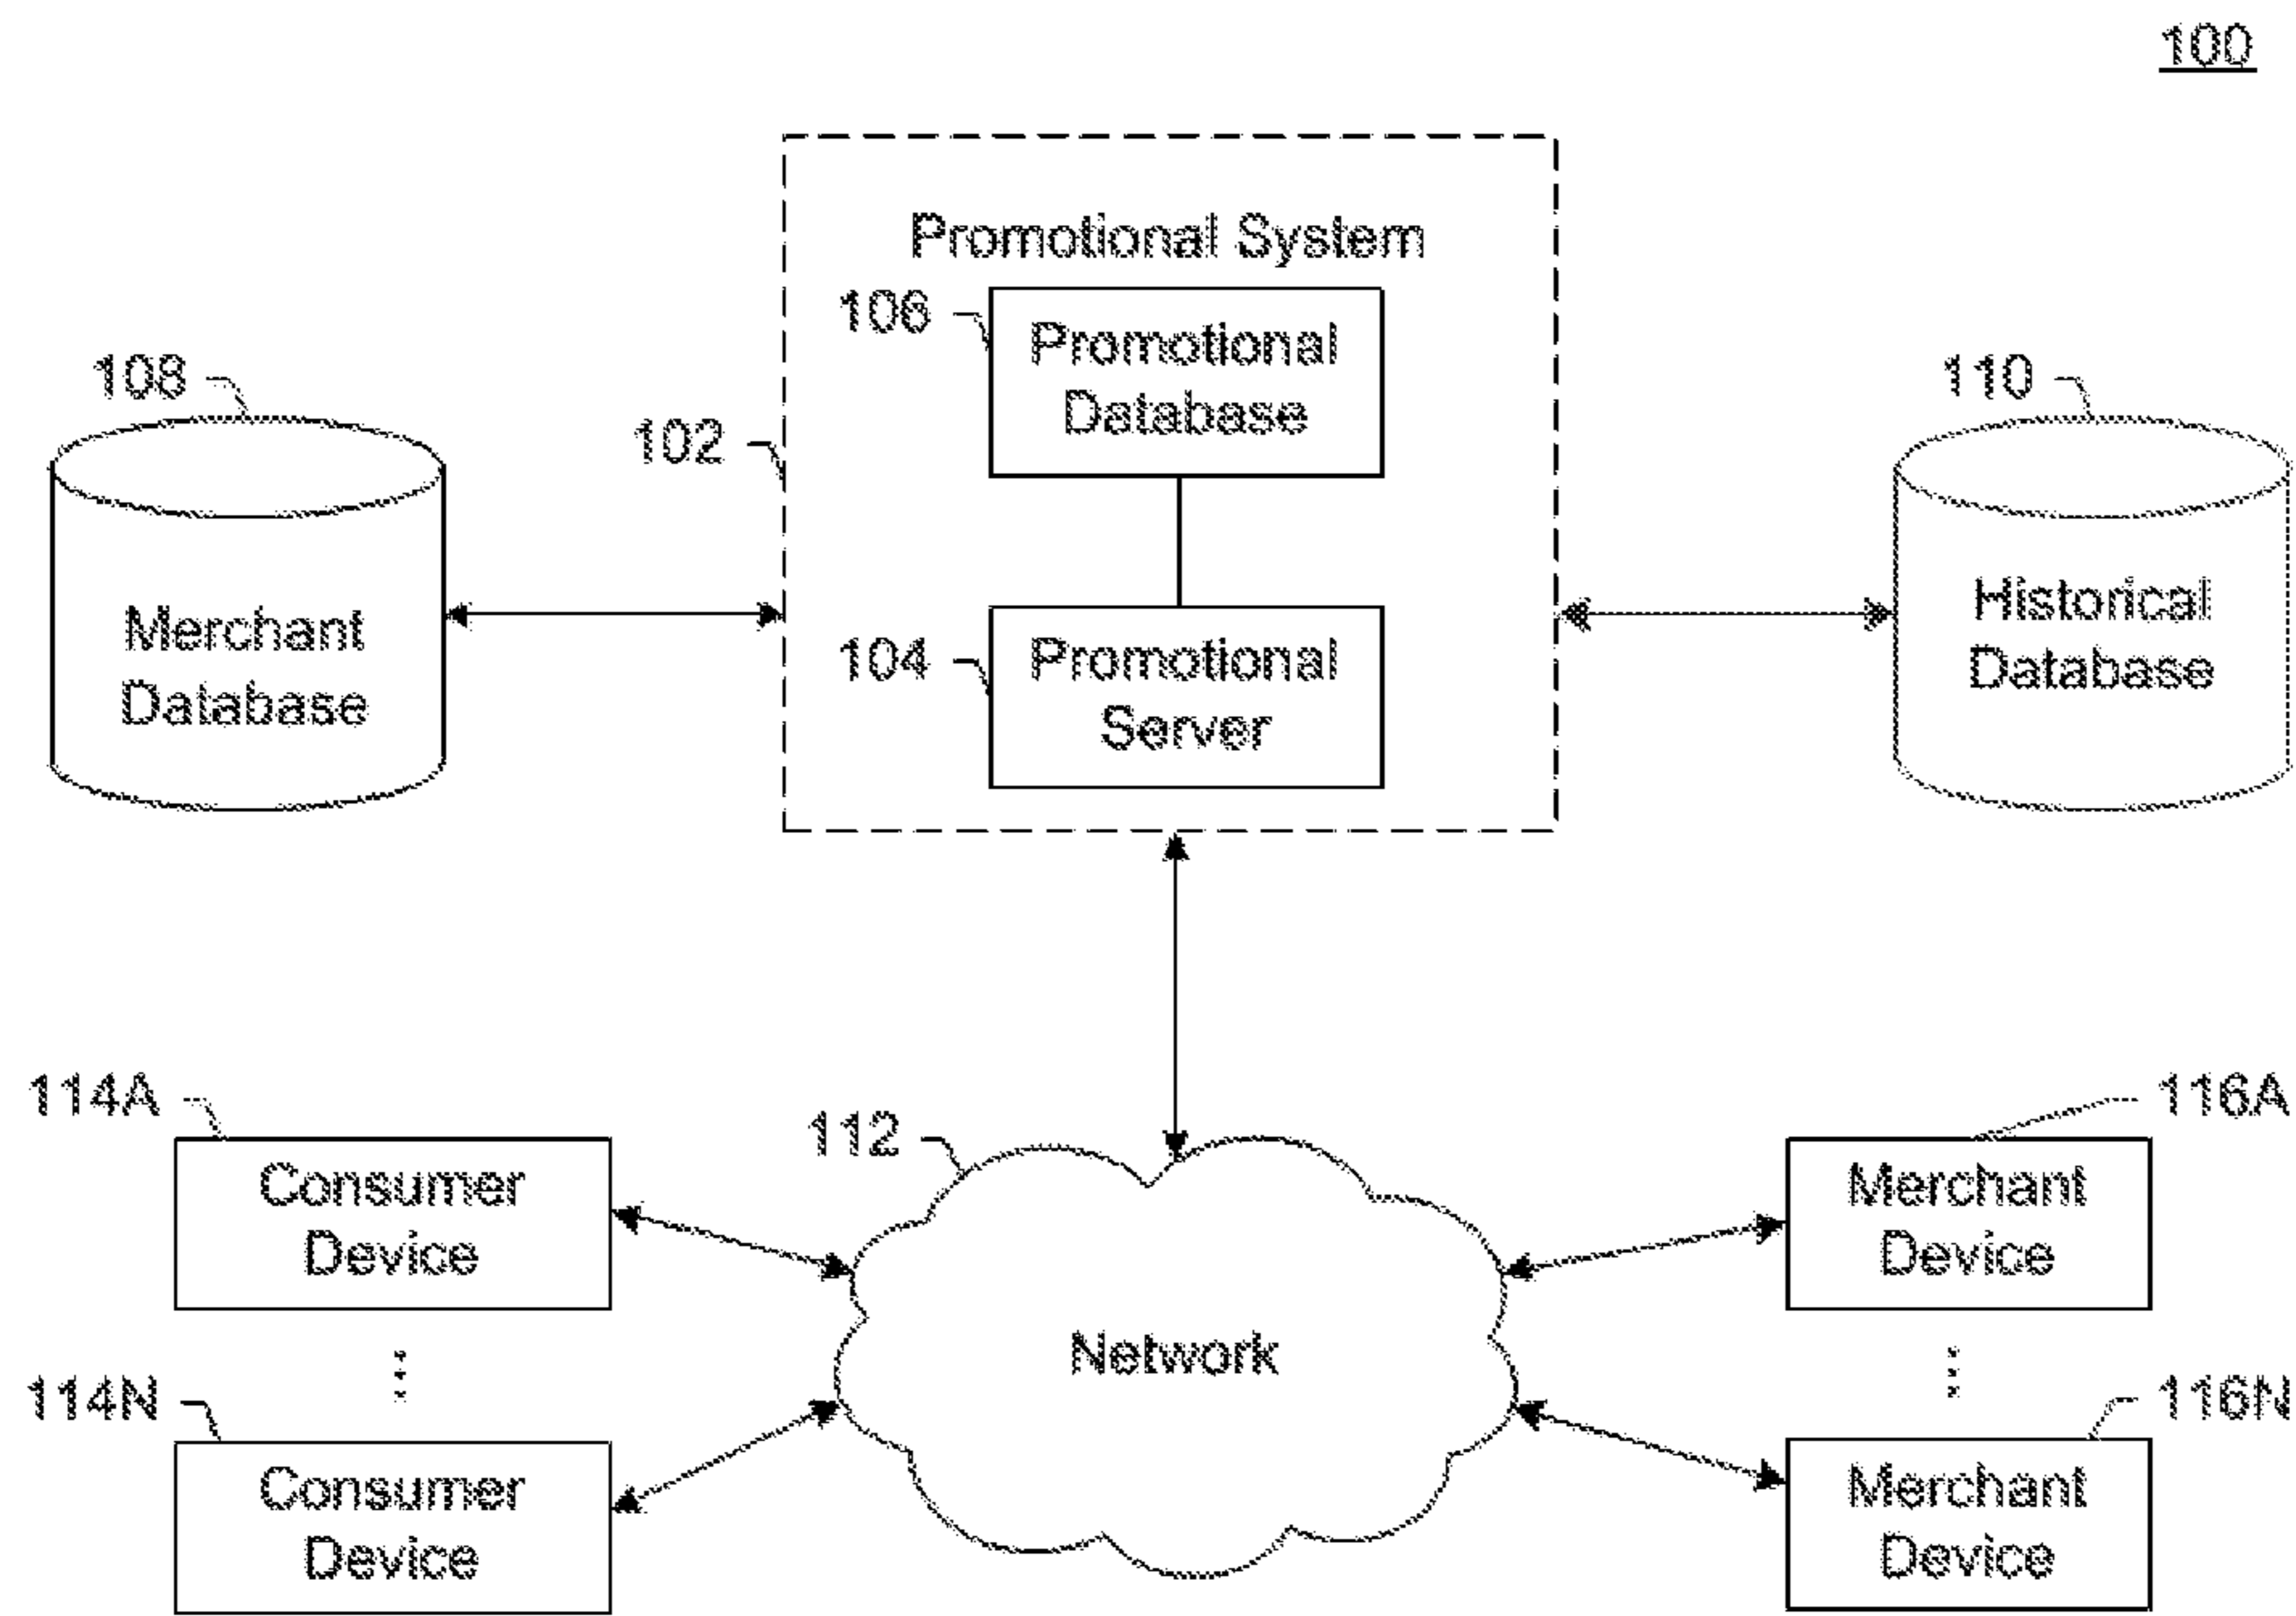 100
Promotional System
106
Promotional
Database
108
110
102
Merchant
Database
Historical
Database
104
Promotional
Server
114A
116A
112
Consumer
Device
Merchant
Device
Network
114N
116N
Consumer
Device
Merchant
Device